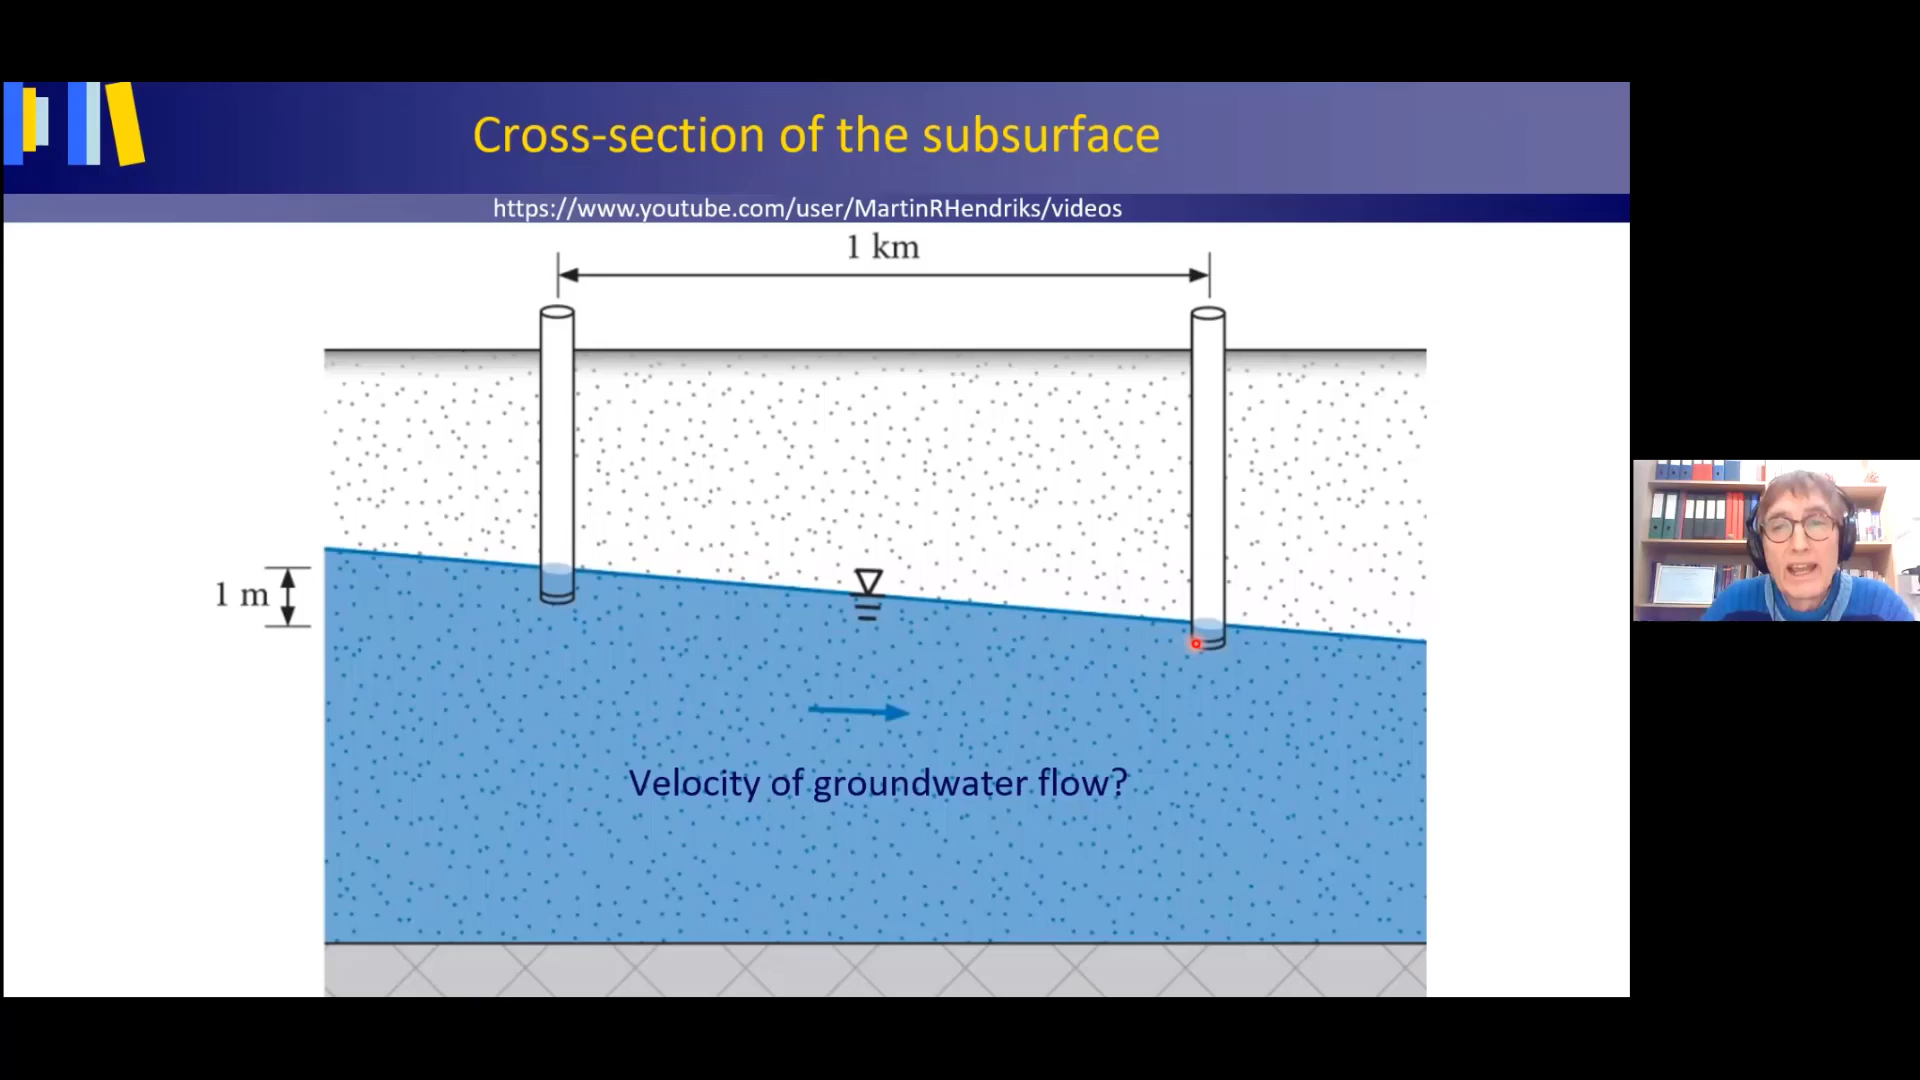 Cross-section of the subsurface
https://www.youtube.com/user/MartinRHendriks/videos
1 km
1 m
Velocity of groundwater flow?